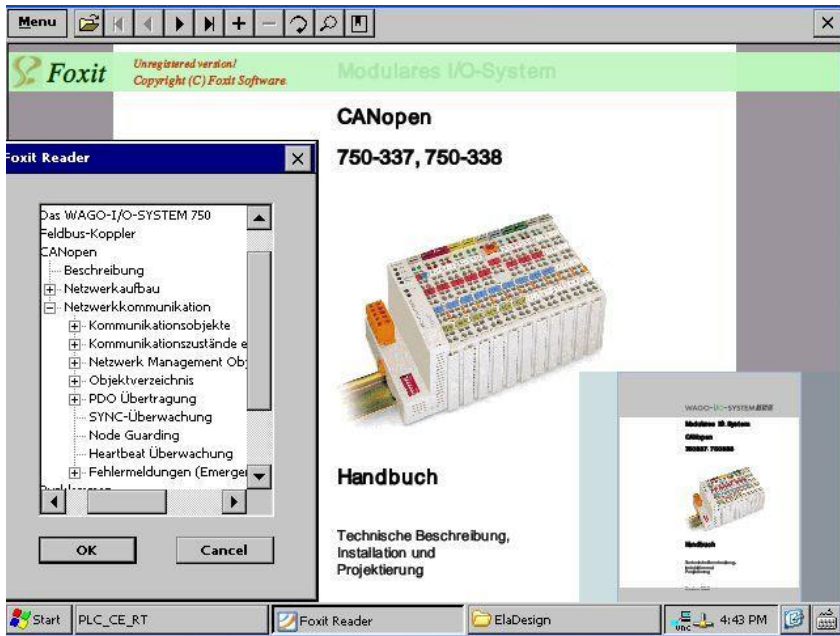 Menu
Foxit
Unregistered version!
Copyright (C) Foxit Software.
Modulares I/O-System
CANopen
750-337, 750-338
Foxit Reader
Das WAGO-I/O-SYSTEM 750
Feldbus-Koppler
CANopen
Beschreibung
Netzwerkaufbau
Netzwerkkommunikation
Kommunikationsobjekte
Kommunikationszustände e
Netzwerk Management Obj
Objektverzeichnis
PDO Übertragung
SYNC-Überwachung
Node Guarding
Heartbeat Überwachung
Fehlermeldungen (Emerger
OK
Cancel
Handbuch
Technische Beschreibung,
Installation und
Projektierung
WAGO-I/O-SYSTEM
Modulares I/O-System
CANopen
Handbuch
Start
PLC_CE_RT
Foxit Reader
ElaDesign
4:43 PM